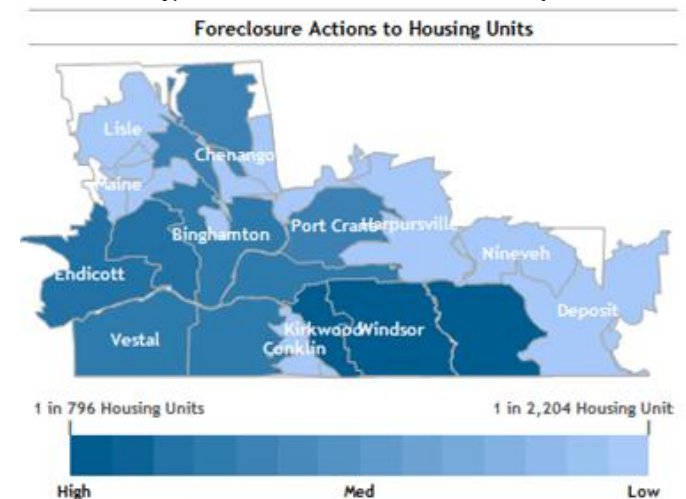 Foreclosure Actions to Housing Units
Lisle
Chenango
Maine
Port Crane
Harpursville
Binghamton
Nineveh
Endicott
Deposit
Vestal
Kirkwood
Windsor
Conklin
1 in 796 Housing Units
1 in 2,204 Housing Unit
High
Med
Low